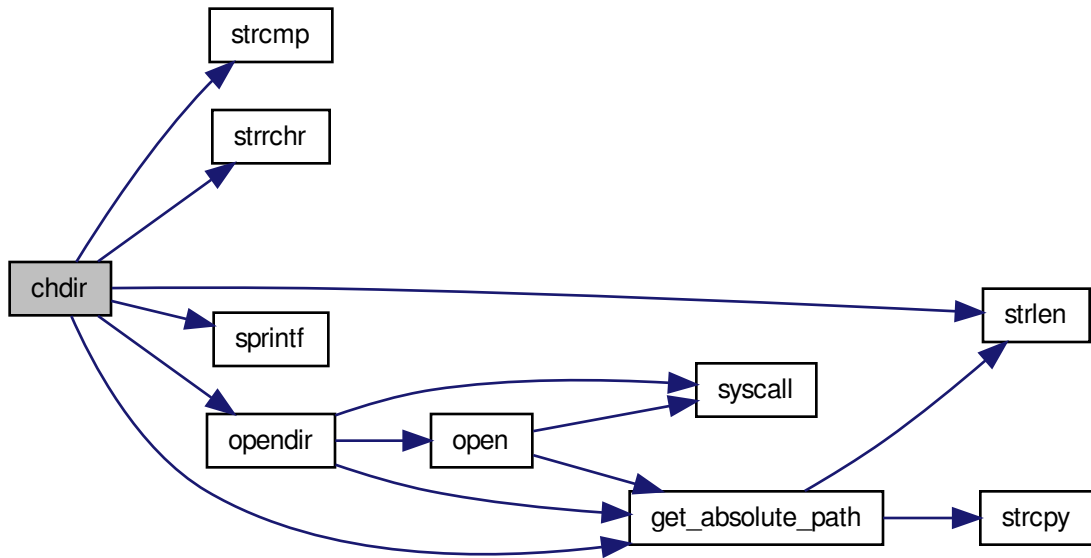 strcmp
strrchr
chdir
strlen
sprintf
syscall
opendir
open
get_absolute_path
strcpy